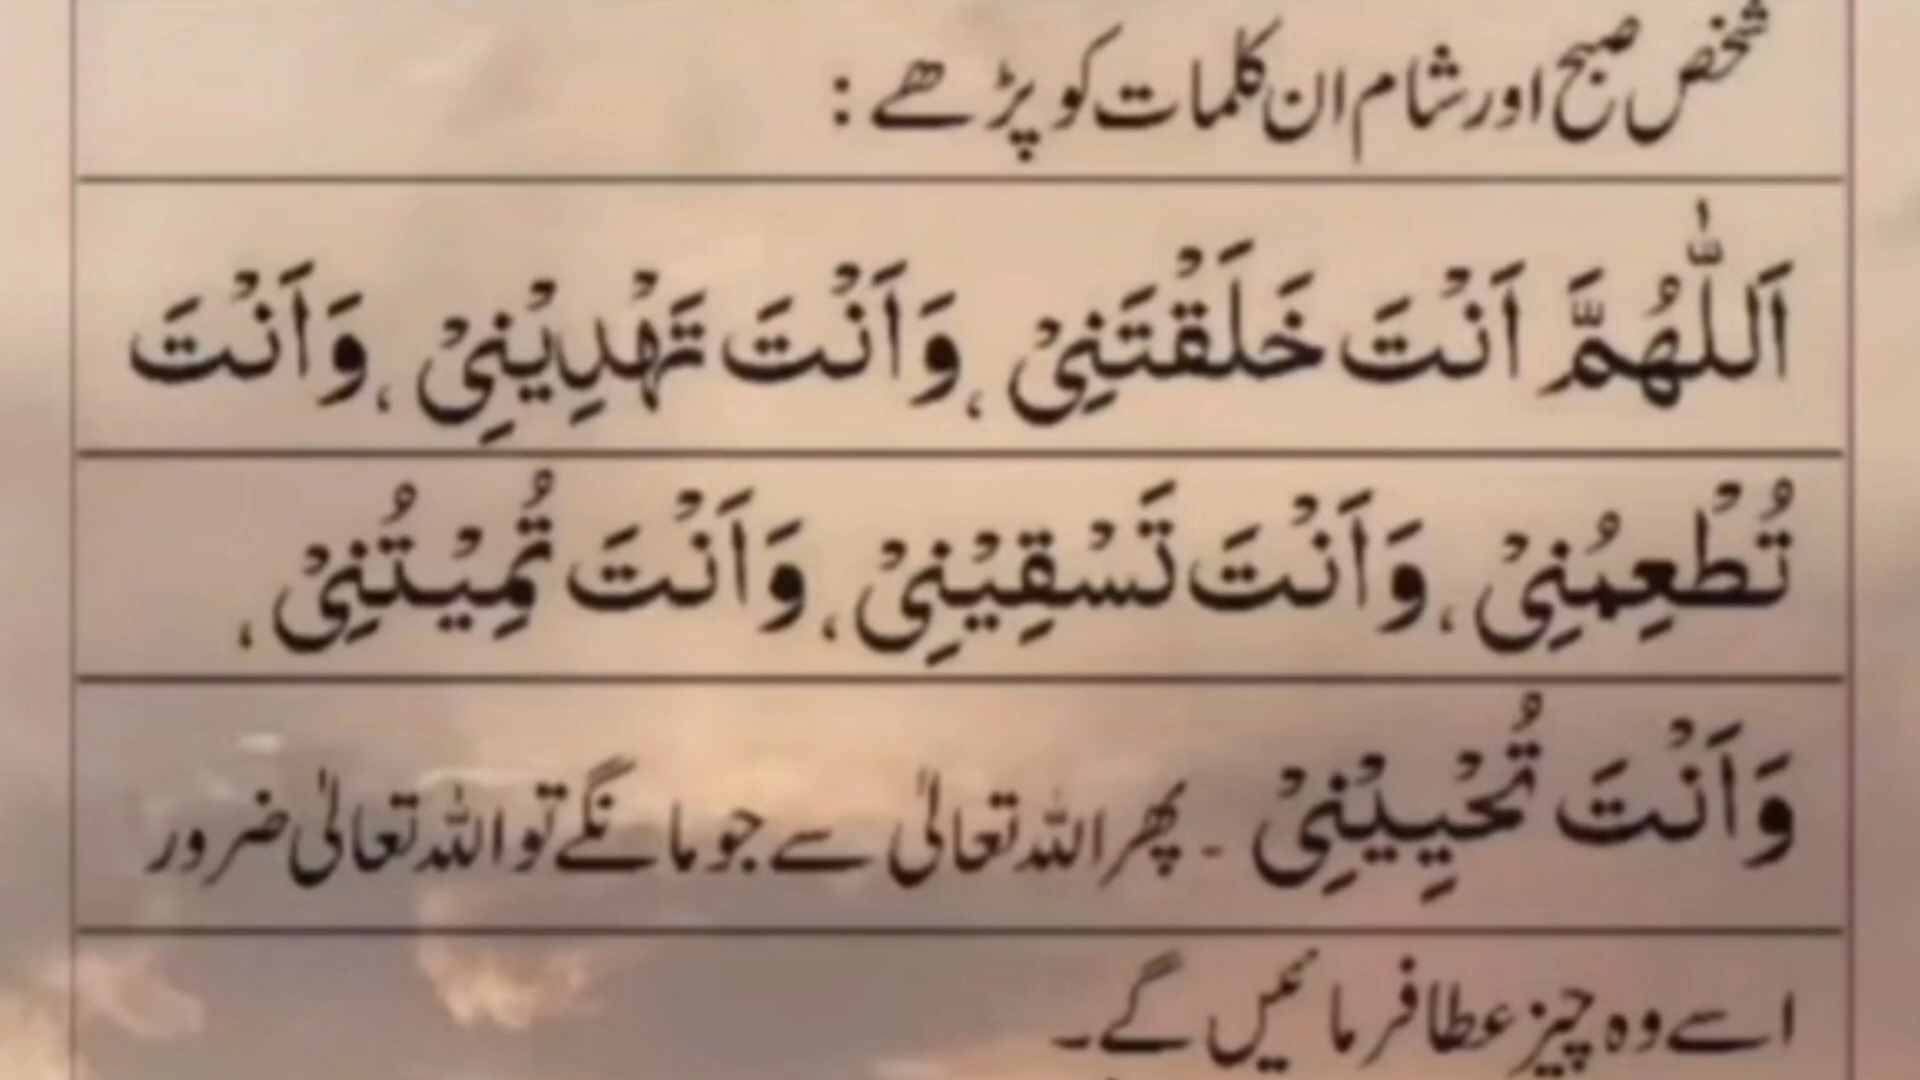 شخص صبح اور شام ان کلمات کو پڑھے :
اَللّٰهُمَّ اَنْتَ خَلَقْتَنِیْ ، وَاَنْتَ تَهْدِیْنِیْ ، وَاَنْتَ
تُطْعِمُنِیْ ، وَاَنْتَ تَسْقِیْنِیْ ، وَاَنْتَ تُمِیْتُنِیْ ،
وَاَنْتَ تُحْیِیْنِیْ ۔ پھر اللہ تعالیٰ سے جو مانگے تو اللہ تعالیٰ ضرور
اسے وہ چیز عطا فرمائیں گے۔